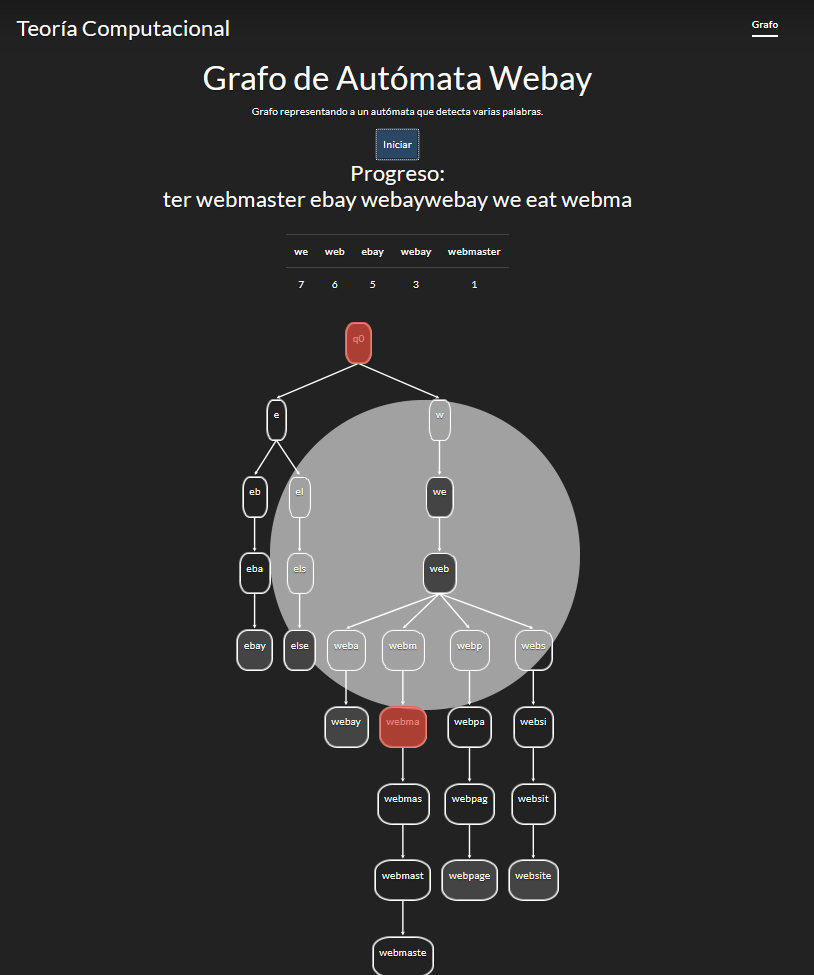 Teoría Computacional
Grafo
Grafo de Autómata Webay
Grafo representando a un autómata que detecta varias palabras.
Iniciar
Progreso:
ter webmaster ebay webaywebay we eat webma
we web ebay webay webmaster
7 6 5 3 1
q0
e w
eb el we
eba els web
ebay else weba webm webp webs
webay webma webpa websi
webmas webpag websit
webmast webpage website
webmaste